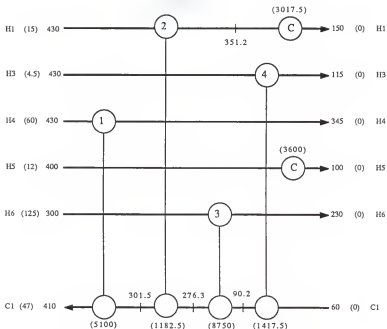 (3017.5)
H1 (15) 430 2 C 150 (0) H1
351.2
H3 (4.5) 430 4 115 (0) H3
H4 (60) 430 1 345 (0) H4
H5 (12) 400 C 100 (0) H5
(3600)
H6 (125) 300 3 230 (0) H6
301.5 276.3 90.2
C1 (47) 410 60 (0) C1
(5100) (1182.5) (8750) (1417.5)